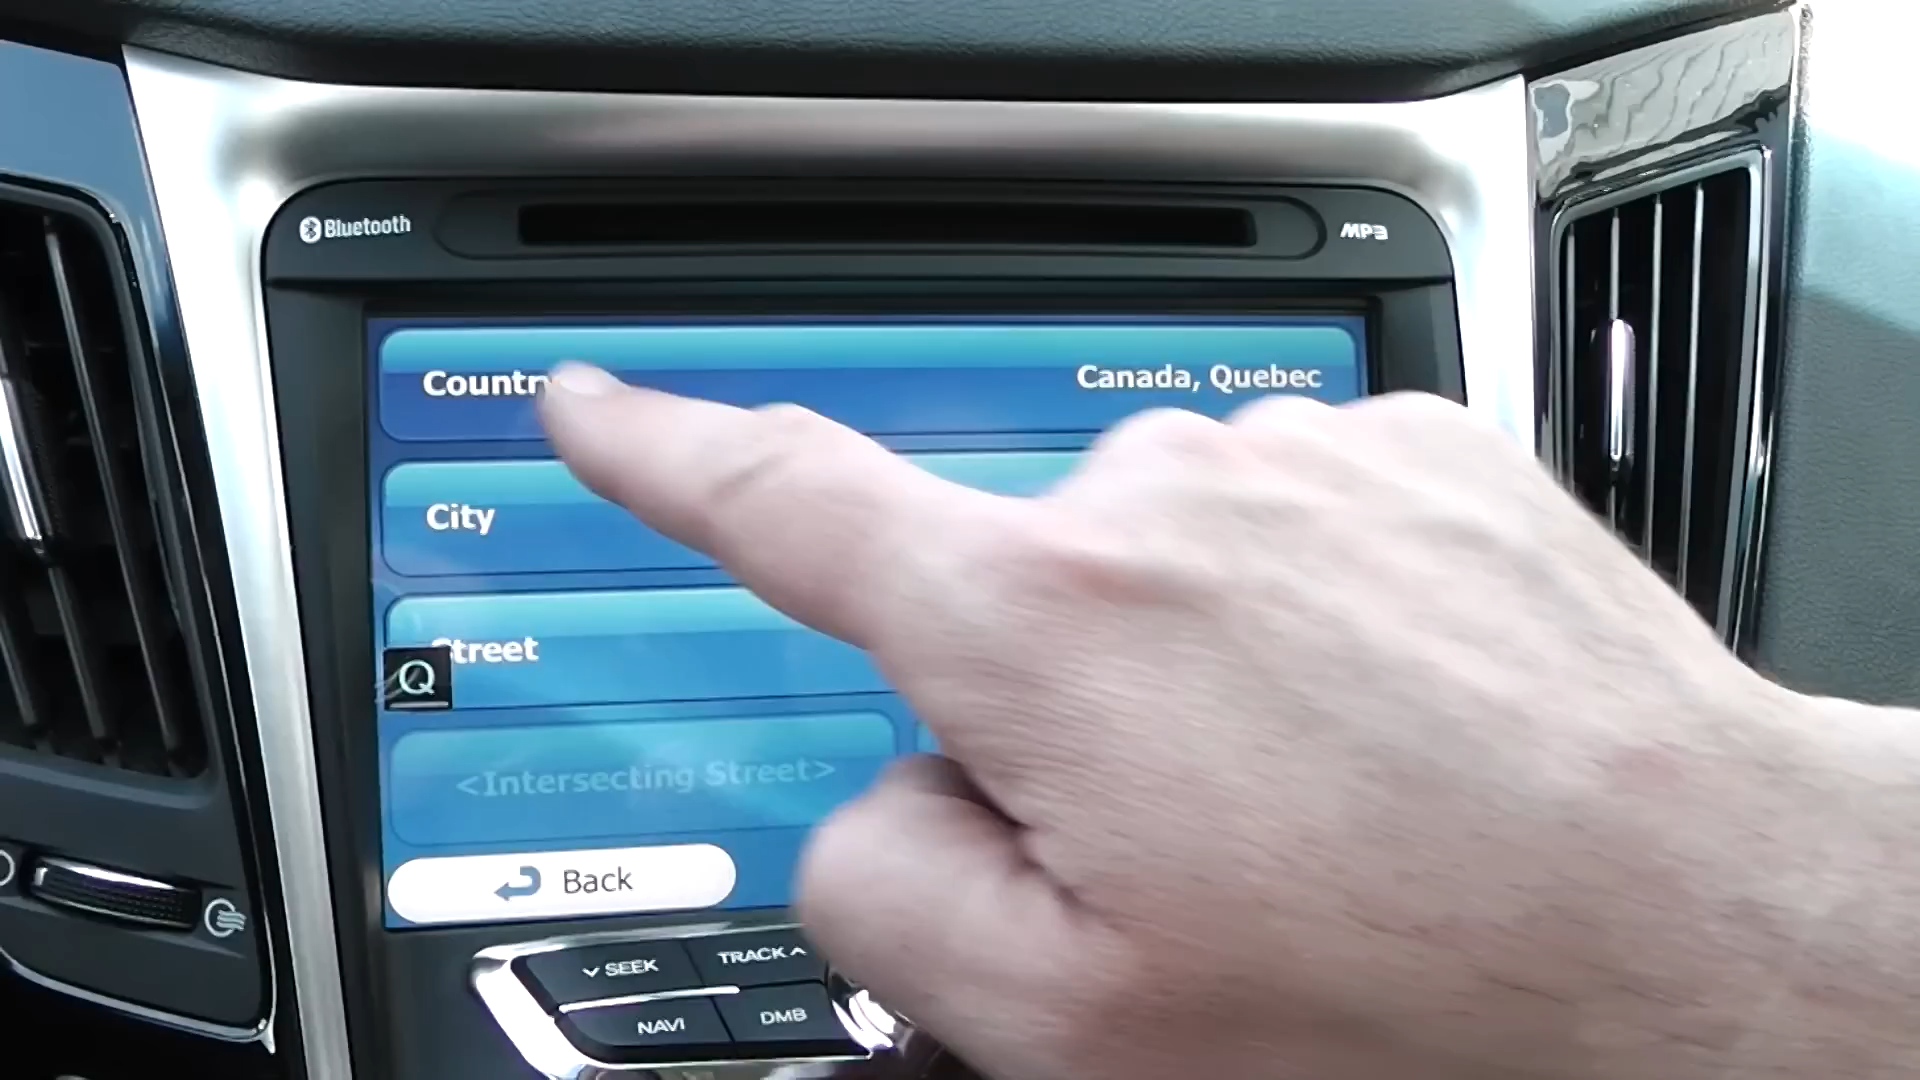 Bluetooth
MP3
Country
Canada, Quebec
City
Street
Q
<Intersecting Street>
Back
SEEK
TRACK
NAVI
DMB